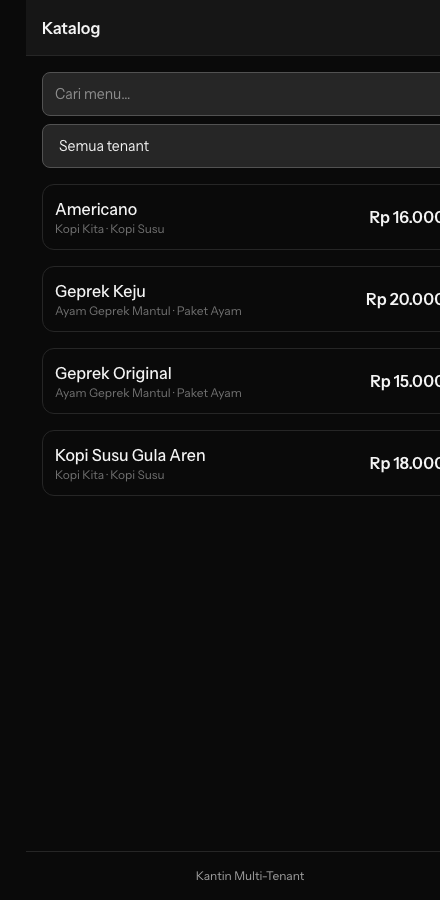 Katalog
Cari menu...
Semua tenant
Americano
Rp 16.000
Kopi Kita · Kopi Susu
Geprek Keju
Rp 20.000
Ayam Geprek Mantul · Paket Ayam
Geprek Original
Rp 15.000
Ayam Geprek Mantul · Paket Ayam
Kopi Susu Gula Aren
Rp 18.000
Kopi Kita · Kopi Susu
Kantin Multi-Tenant